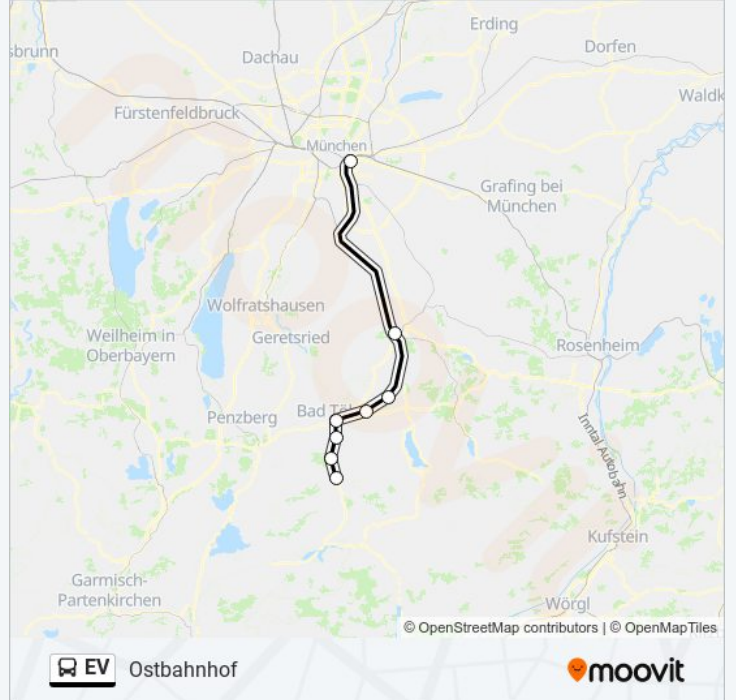 Erding
sbrunn
Dachau
Dorfen
Waldk
Fürstenfeldbruck
München
Grafing bei
München
Wolfratshausen
Geretsried
Weilheim in
Oberbayern
Rosenheim
Bad Töl
Penzberg
Inntal Autobahn
Kufstein
Garmisch-
Partenkirchen
Wörgl
© OpenStreetMap contributors | © OpenMapTiles
EV Ostbahnhof
moovit